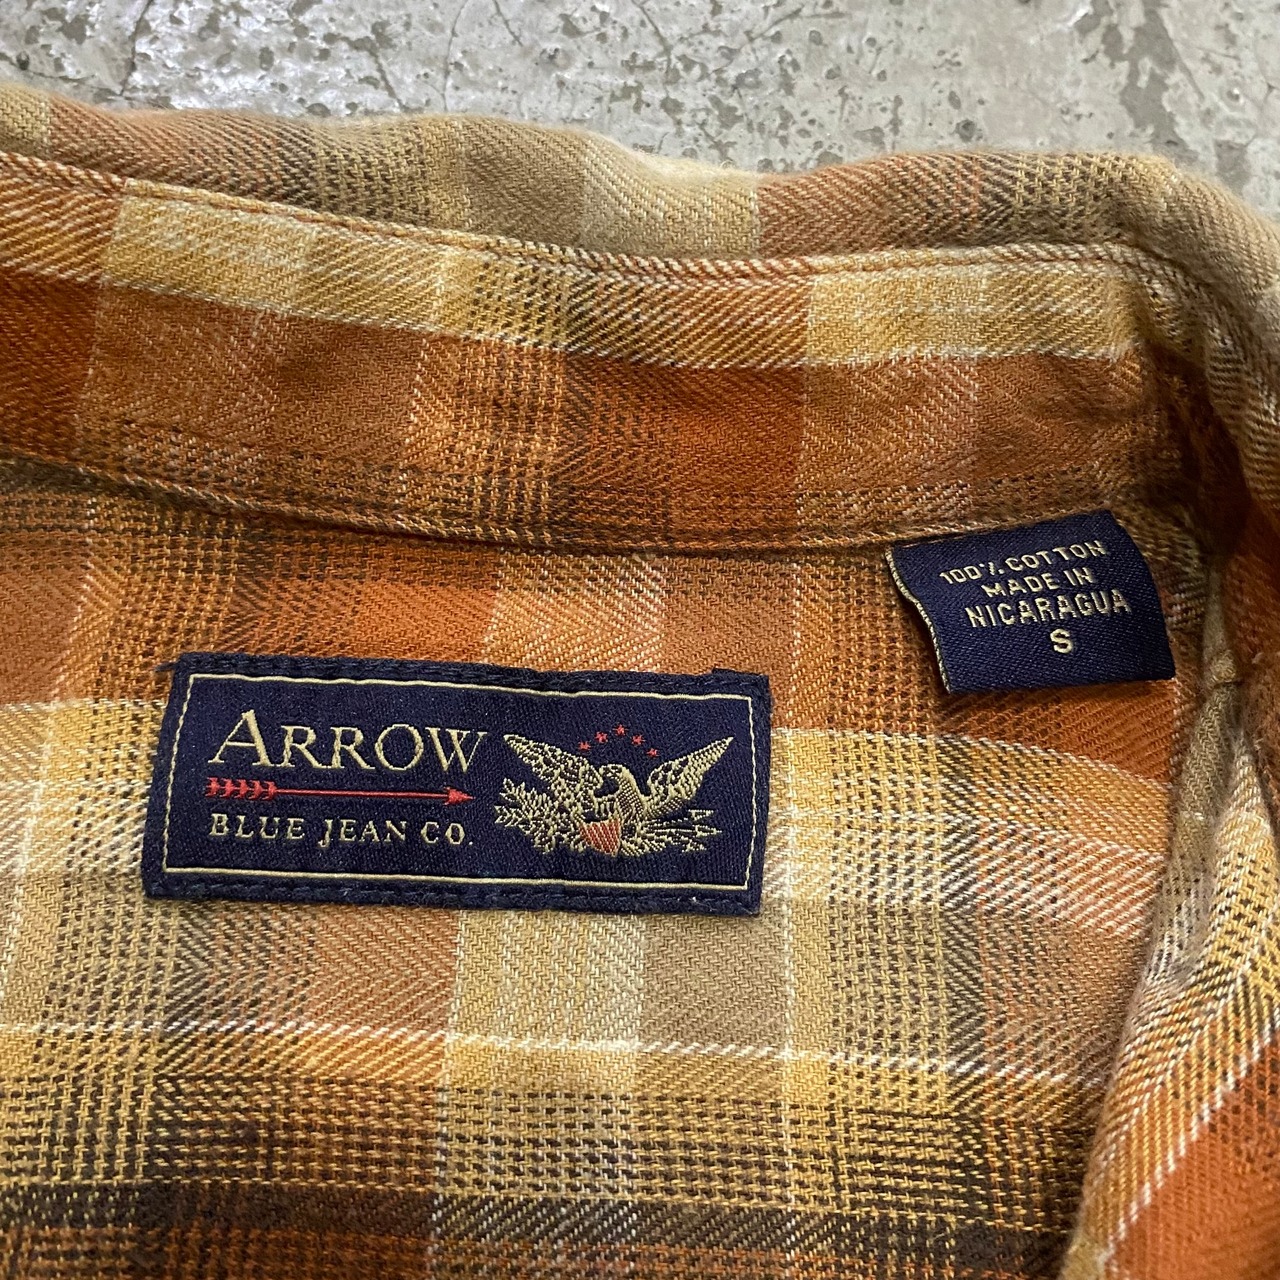 ARROW
BLUE JEAN CO.
100% COTTON
MADE IN
NICARAGUA
S